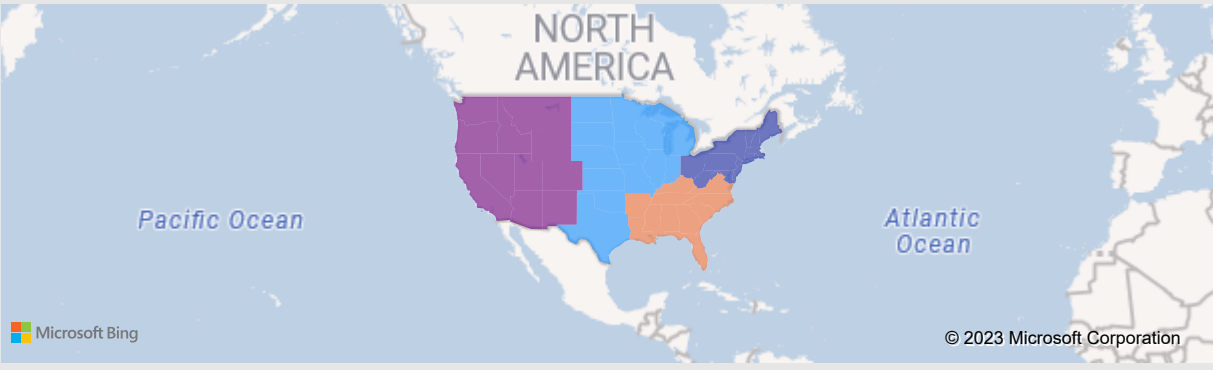 NORTH
AMERICA
Pacific Ocean
Atlantic
Ocean
Microsoft Bing
© 2023 Microsoft Corporation